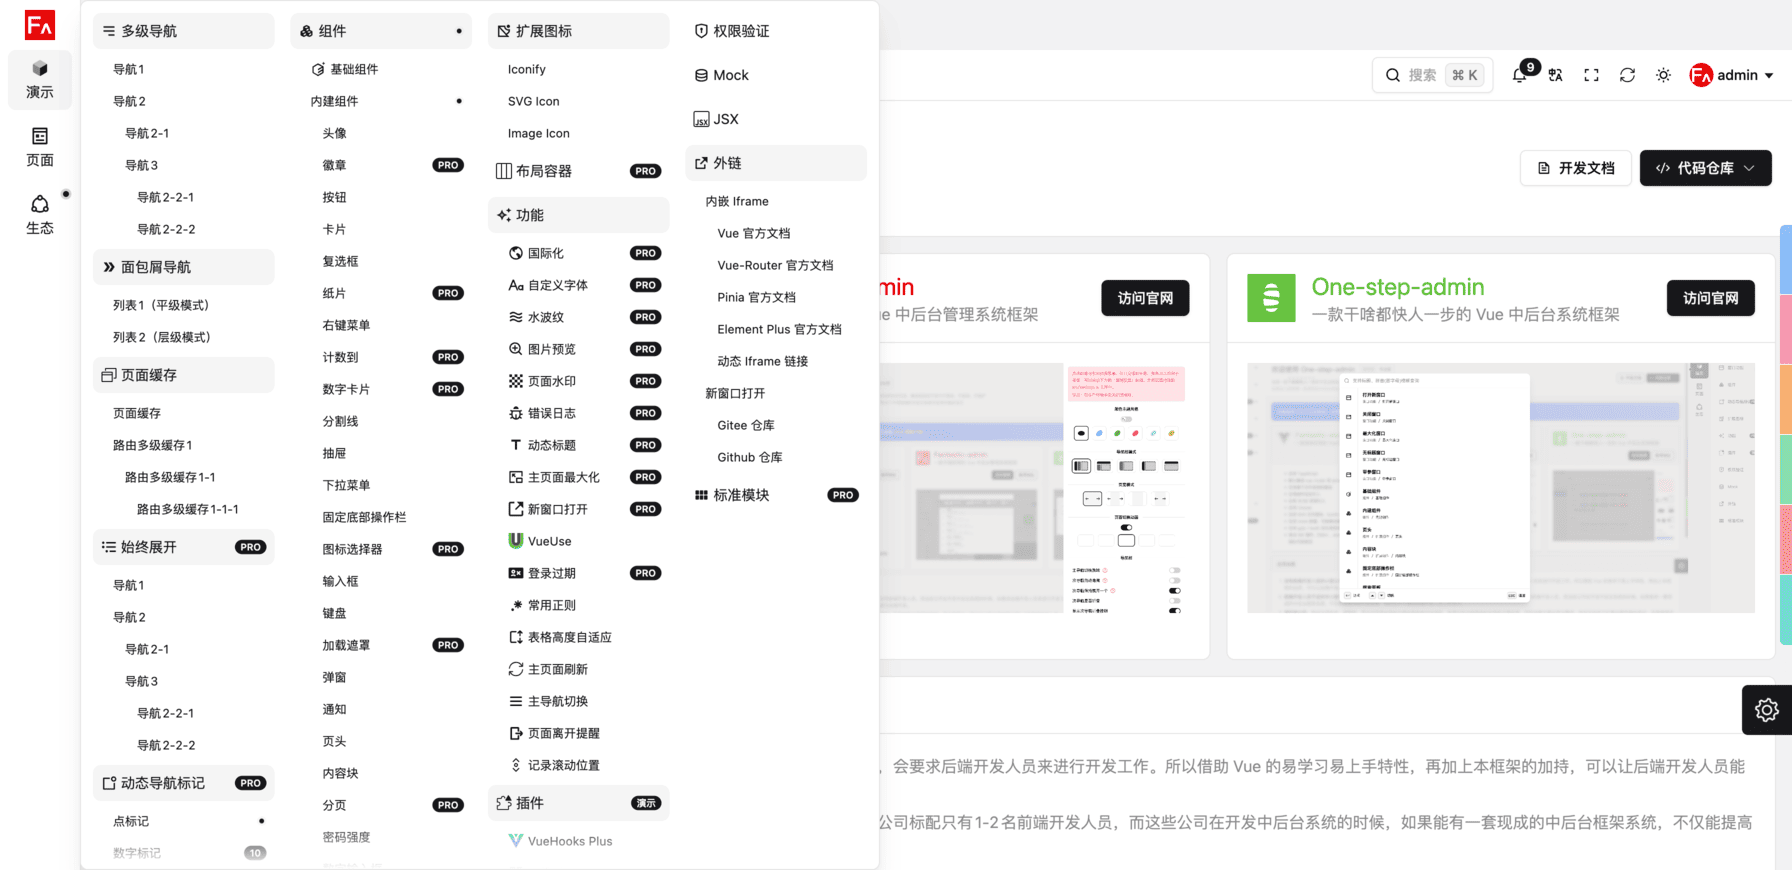 演示
页面
生态
多级导航
导航1
导航2
导航2-1
导航3
导航2-2-1
导航2-2-2
面包屑导航
列表1（平级模式）
列表2（层级模式）
页面缓存
页面缓存
路由多级缓存1
路由多级缓存1-1
路由多级缓存1-1-1
始终展开 PRO
导航1
导航2
导航2-1
导航3
导航2-2-1
导航2-2-2
动态导航标记 PRO
点标记
数字标记 10
组件
基础组件
内建组件
头像
徽章 PRO
按钮
卡片
复选框
纸片 PRO
右键菜单
计数到 PRO
数字卡片 PRO
分割线
抽屉
下拉菜单
固定底部操作栏
图标选择器 PRO
输入框
键盘
加载遮罩 PRO
弹窗
通知
页头
内容块
分页 PRO
密码强度
扩展图标
Iconify
SVG Icon
Image Icon
布局容器 PRO
功能
国际化 PRO
自定义字体 PRO
水波纹 PRO
图片预览 PRO
页面水印 PRO
错误日志 PRO
动态标题 PRO
主页面最大化 PRO
新窗口打开 PRO
VueUse
登录过期 PRO
常用正则
表格高度自适应
主页面刷新
主导航切换
页面离开提醒
记录滚动位置
插件 演示
VueHooks Plus
权限验证
Mock
JSX
外链
内嵌 Iframe
Vue 官方文档
Vue-Router 官方文档
Pinia 官方文档
Element Plus 官方文档
动态 Iframe 链接
新窗口打开
Gitee 仓库
Github 仓库
标准模块 PRO
搜索 ⌘ K
9
admin
开发文档
代码仓库
min
ue 中后台管理系统框架
访问官网
One-step-admin
一款干啥都快人一步的 Vue 中后台系统框架
访问官网
，会要求后端开发人员来进行开发工作。所以借助 Vue 的易学习易上手特性，再加上本框架的加持，可以让后端开发人员能
公司标配只有1-2名前端开发人员，而这些公司在开发中后台系统的时候，如果能有一套现成的中后台框架系统，不仅能提高